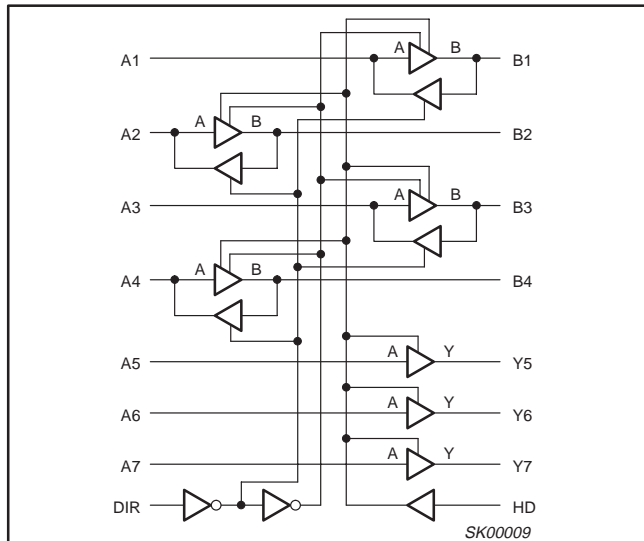 A1 A B B1
A2 A B B2
A3 A B B3
A4 A B B4
A5 A Y Y5
A6 A Y Y6
A7 A Y Y7
DIR HD
SK00009